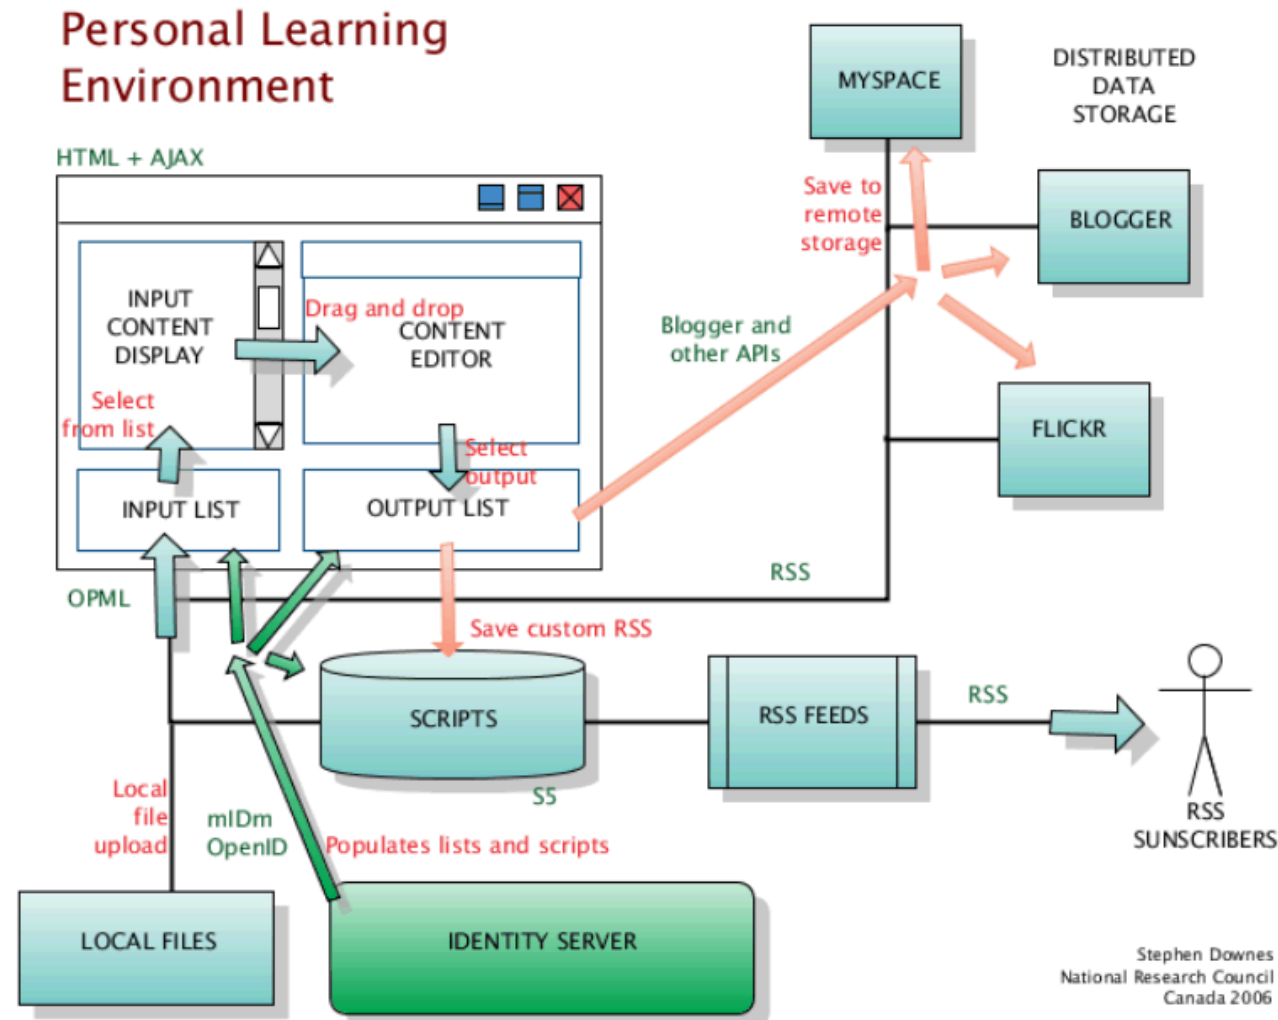 Personal Learning
Environment
HTML + AJAX
MYSPACE
DISTRIBUTED
DATA
STORAGE
Save to
remote
storage
BLOGGER
INPUT
CONTENT
DISPLAY
Drag and drop
CONTENT
EDITOR
Blogger and
other APIs
Select
from list
Select
output
FLICKR
INPUT LIST
OUTPUT LIST
OPML
RSS
Save custom RSS
SCRIPTS
RSS FEEDS
RSS
S5
RSS
SUNSCRIBERS
Local
file
upload
mIDm
OpenID
Populates lists and scripts
LOCAL FILES
IDENTITY SERVER
Stephen Downes
National Research Council
Canada 2006